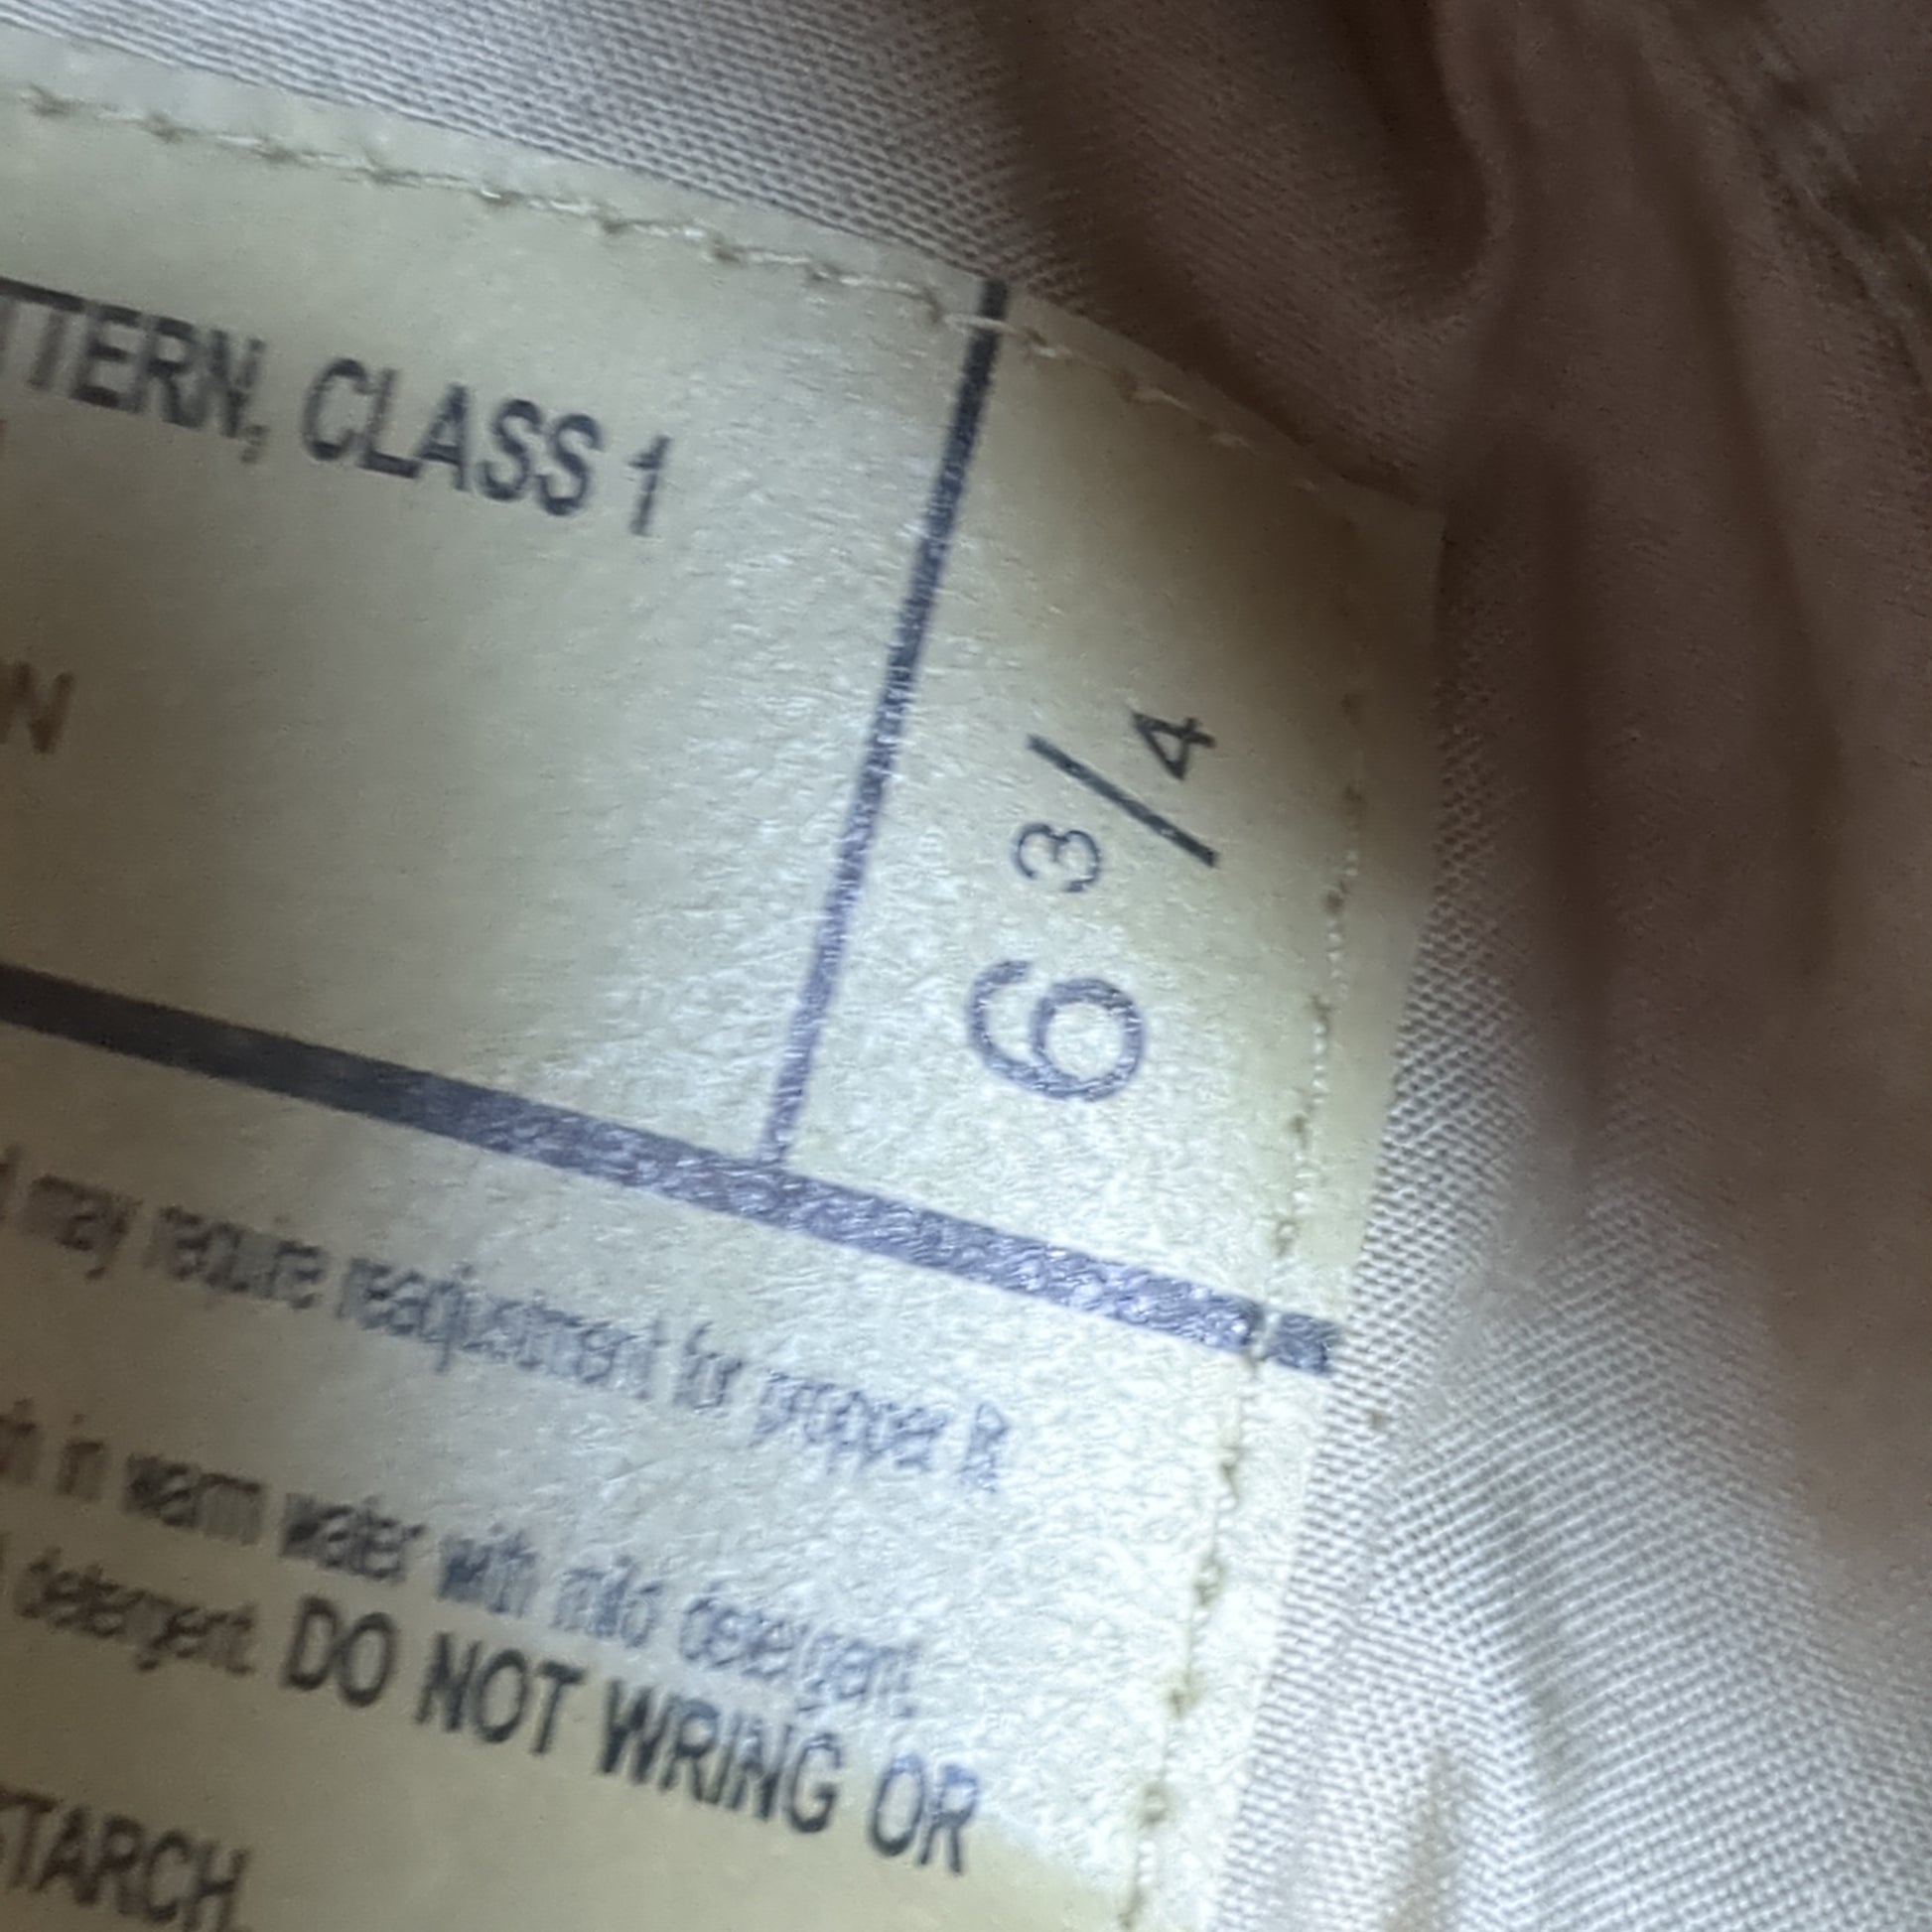 TTERN, CLASS 1
N
6 3/4
may require readjustment for proper fit.
in warm water with mild detergent.
detergent. DO NOT WRING OR
STARCH.